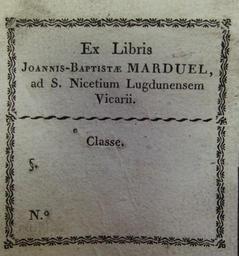 Ex Libris
Joannis-Baptistæ MARDUEL,
ad S. Nicetium Lugdunensem
Vicarii.
e Classe.
§.
N.º